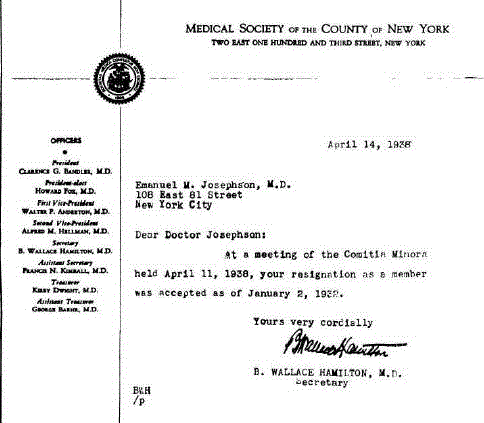 MEDICAL SOCIETY OF THE COUNTY OF NEW YORK
TWO EAST ONE HUNDRED AND THIRD STREET, NEW YORK
April 14, 1938
OFFICERS
President
CLARENCE G. BANDLER, M.D.
President-elect
HOWARD FOX, M.D.
First Vice-President
WALTER P. ANDERTON, M.D.
Second Vice-President
ALFRED M. HELLMAN, M.D.
Secretary
B. WALLACE HAMILTON, M.D.
Assistant Secretary
FRANCIS N. KIMBALL, M.D.
Treasurer
KIRBY DWIGHT, M.D.
Assistant Treasurer
GEORGE BAEHR, M.D.
Emanuel M. Josephson, M.D.
108 East 81 Street
New York City
Dear Doctor Josephson:
At a meeting of the Comitia Minora
held April 11, 1938, your resignation as a member
was accepted as of January 2, 1932.
Yours very cordially
B Wallace Hamilton
B. WALLACE HAMILTON, M.D.
Secretary
BWH
/p